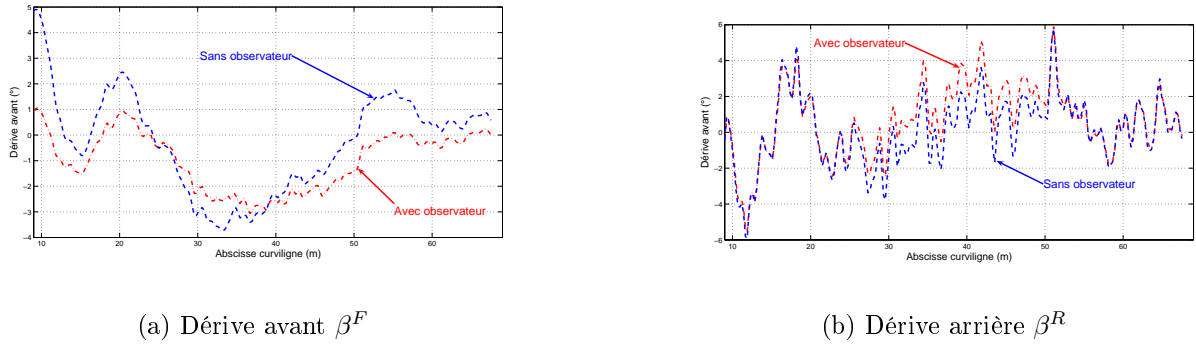 5
4
3
2
1
0
−1
−2
−3
−4
Dérive avant (°)
Sans observateur
Avec observateur
10
20
30
40
50
60
Abscisse curviligne (m)
6
4
2
0
−2
−4
−6
Dérive avant (°)
Avec observateur
Sans observateur
10
20
30
40
50
60
Abscisse curviligne (m)
(a) Dérive avant β^F
(b) Dérive arrière β^R